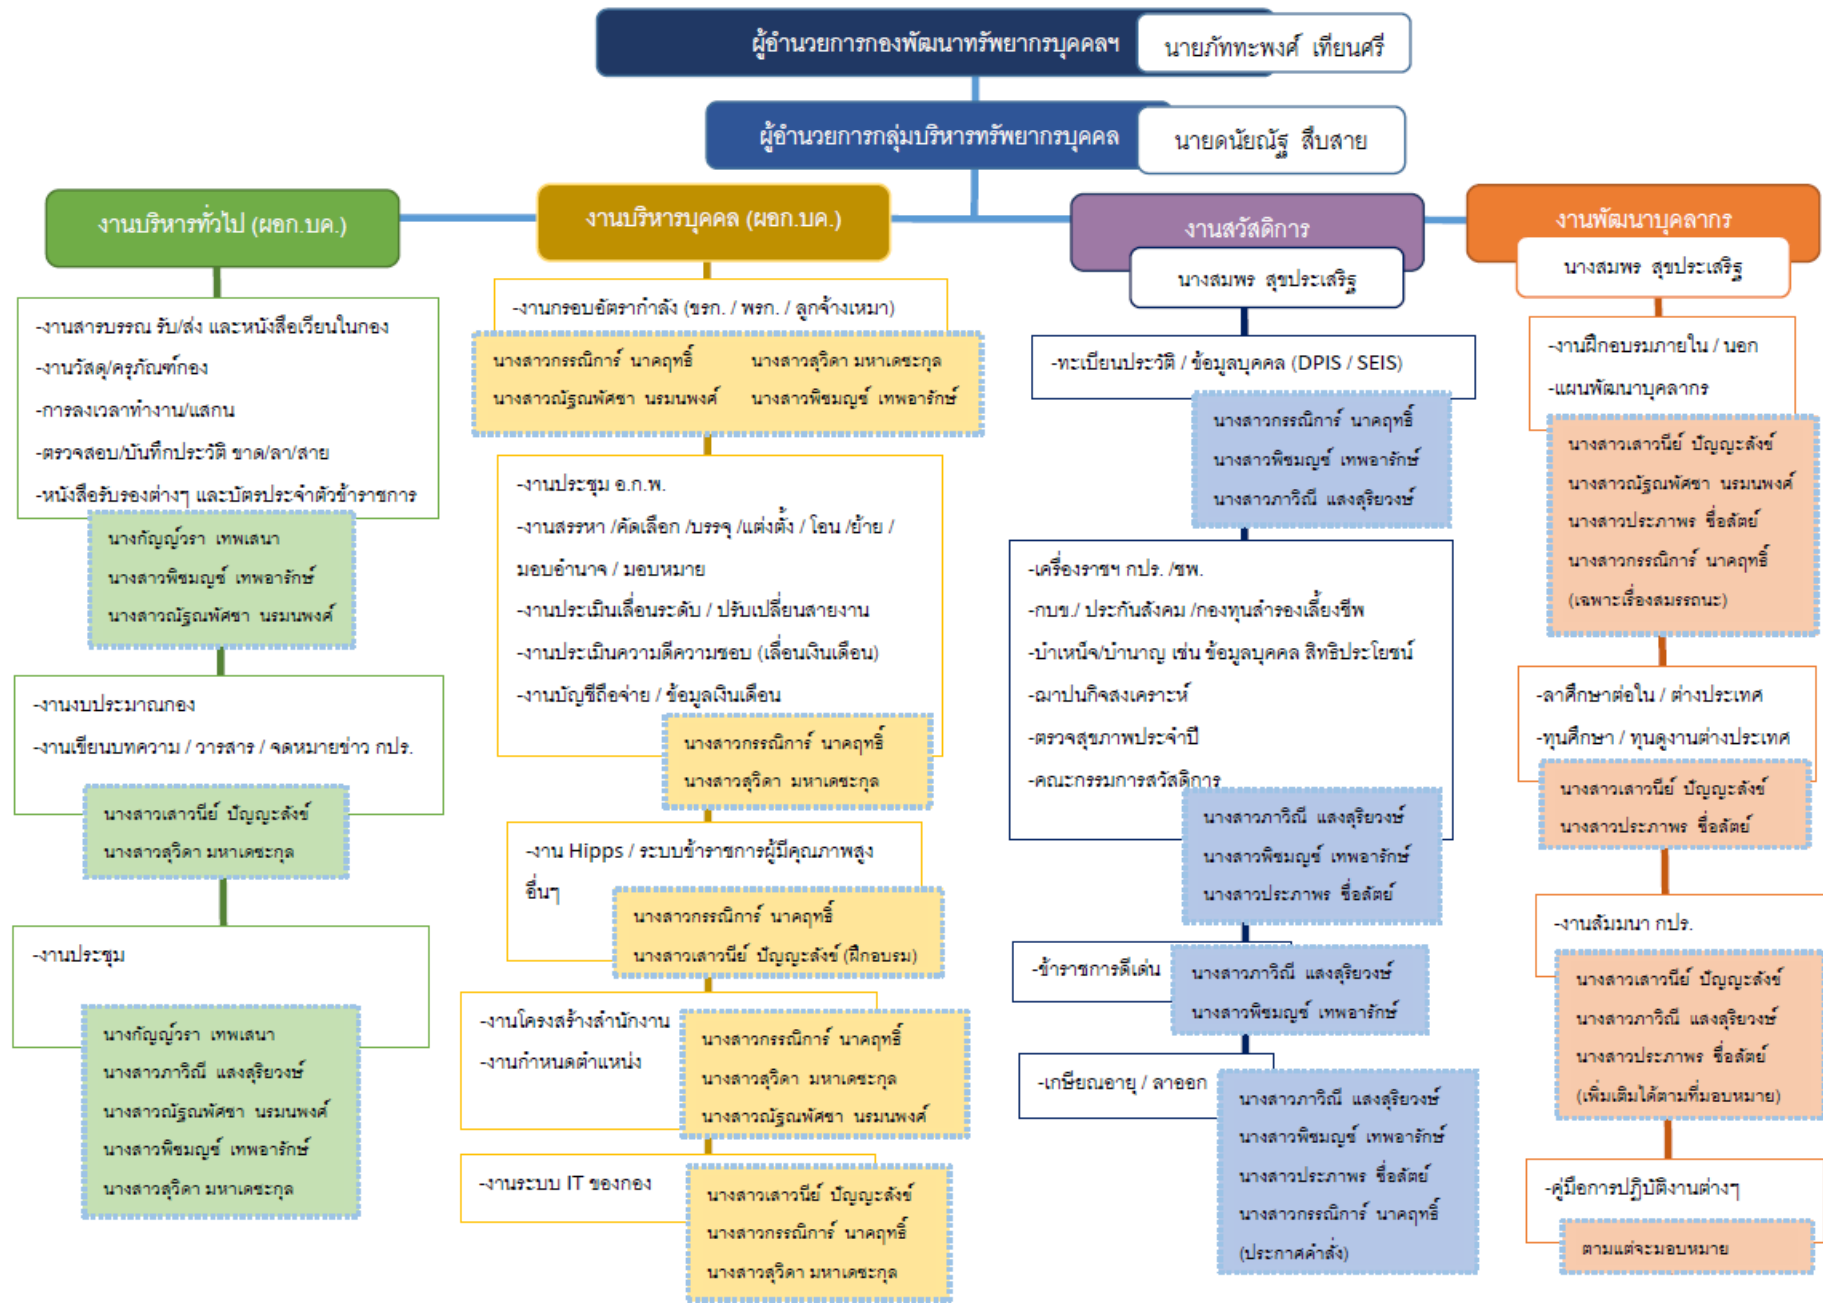 ผู้อำนวยการกองพัฒนาทรัพยากรบุคคลฯ
นายภัททะพงศ์ เทียนศรี
ผู้อำนวยการกลุ่มบริหารทรัพยากรบุคคล
นายดนัยณัฐ สืบสาย
งานบริหารทั่วไป (ผอก.บค.)
-งานสารบรรณ รับ/ส่ง และหนังสือเวียนในกอง
-งานวัสดุ/ครุภัณฑ์กอง
-การลงเวลาทำงาน/แสกน
-ตรวจสอบ/บันทึกประวัติ ขาด/ลา/สาย
-หนังสือรับรองต่างๆ และบัตรประจำตัวข้าราชการ
นางกัญญ์วรา เทพเสนา
นางสาวพิชมญช์ เทพอารักษ์
นางสาวณัฐณพัศชา นรมนพงศ์
-งานงบประมาณกอง
-งานเขียนบทความ / วารสาร / จดหมายข่าว กปร.
นางสาวเสาวนีย์ ปัญญะสังข์
นางสาวสุวิดา มหาเดชะกุล
-งานประชุม
นางกัญญ์วรา เทพเสนา
นางสาวภาวิณี แสงสุริยวงษ์
นางสาวณัฐณพัศชา นรมนพงศ์
นางสาวพิชมญช์ เทพอารักษ์
นางสาวสุวิดา มหาเดชะกุล
งานบริหารบุคคล (ผอก.บค.)
-งานกรอบอัตรากำลัง (ขรก. / พรก. / ลูกจ้างเหมา)
นางสาวกรรณิการ์ นาคฤทธิ์ นางสาวสุวิดา มหาเดชะกุล
นางสาวณัฐณพัศชา นรมนพงศ์ นางสาวพิชมญช์ เทพอารักษ์
-งานประชุม อ.ก.พ.
-งานสรรหา /คัดเลือก /บรรจุ /แต่งตั้ง / โอน /ย้าย /
มอบอำนาจ / มอบหมาย
-งานประเมินเลื่อนระดับ / ปรับเปลี่ยนสายงาน
-งานประเมินความดีความชอบ (เลื่อนเงินเดือน)
-งานบัญชีถือจ่าย / ข้อมูลเงินเดือน
นางสาวกรรณิการ์ นาคฤทธิ์
นางสาวสุวิดา มหาเดชะกุล
-งาน Hipps / ระบบข้าราชการผู้มีคุณภาพสูง
อื่นๆ
นางสาวกรรณิการ์ นาคฤทธิ์
นางสาวเสาวนีย์ ปัญญะสังข์ (ฝึกอบรม)
-งานโครงสร้างสำนักงาน
-งานกำหนดตำแหน่ง
นางสาวกรรณิการ์ นาคฤทธิ์
นางสาวสุวิดา มหาเดชะกุล
นางสาวณัฐณพัศชา นรมนพงศ์
-งานระบบ IT ของกอง
นางสาวเสาวนีย์ ปัญญะสังข์
นางสาวกรรณิการ์ นาคฤทธิ์
นางสาวสุวิดา มหาเดชะกุล
งานสวัสดิการ
นางสมพร สุขประเสริฐ
-ทะเบียนประวัติ / ข้อมูลบุคคล (DPIS / SEIS)
นางสาวกรรณิการ์ นาคฤทธิ์
นางสาวพิชมญช์ เทพอารักษ์
นางสาวภาวิณี แสงสุริยวงษ์
-เครื่องราชฯ กปร. /ชพ.
-กบข./ ประกันสังคม /กองทุนสำรองเลี้ยงชีพ
-บำเหน็จ/บำนาญ เช่น ข้อมูลบุคคล สิทธิประโยชน์
-ฌาปนกิจสงเคราะห์
-ตรวจสุขภาพประจำปี
-คณะกรรมการสวัสดิการ
นางสาวภาวิณี แสงสุริยวงษ์
นางสาวพิชมญช์ เทพอารักษ์
นางสาวประภาพร ชื่อสัตย์
-ข้าราชการดีเด่น
นางสาวภาวิณี แสงสุริยวงษ์
นางสาวพิชมญช์ เทพอารักษ์
-เกษียณอายุ / ลาออก
นางสาวภาวิณี แสงสุริยวงษ์
นางสาวพิชมญช์ เทพอารักษ์
นางสาวประภาพร ชื่อสัตย์
นางสาวกรรณิการ์ นาคฤทธิ์
(ประกาศคำสั่ง)
งานพัฒนาบุคลากร
นางสมพร สุขประเสริฐ
-งานฝึกอบรมภายใน / นอก
-แผนพัฒนาบุคลากร
นางสาวเสาวนีย์ ปัญญะสังข์
นางสาวณัฐณพัศชา นรมนพงศ์
นางสาวประภาพร ชื่อสัตย์
นางสาวกรรณิการ์ นาคฤทธิ์
(เฉพาะเรื่องสมรรถนะ)
-ลาศึกษาต่อใน / ต่างประเทศ
-ทุนศึกษา / ทุนดูงานต่างประเทศ
นางสาวเสาวนีย์ ปัญญะสังข์
นางสาวประภาพร ชื่อสัตย์
-งานสัมมนา กปร.
นางสาวเสาวนีย์ ปัญญะสังข์
นางสาวภาวิณี แสงสุริยวงษ์
นางสาวประภาพร ชื่อสัตย์
(เพิ่มเติมได้ตามที่มอบหมาย)
-คู่มือการปฏิบัติงานต่างๆ
ตามแต่จะมอบหมาย